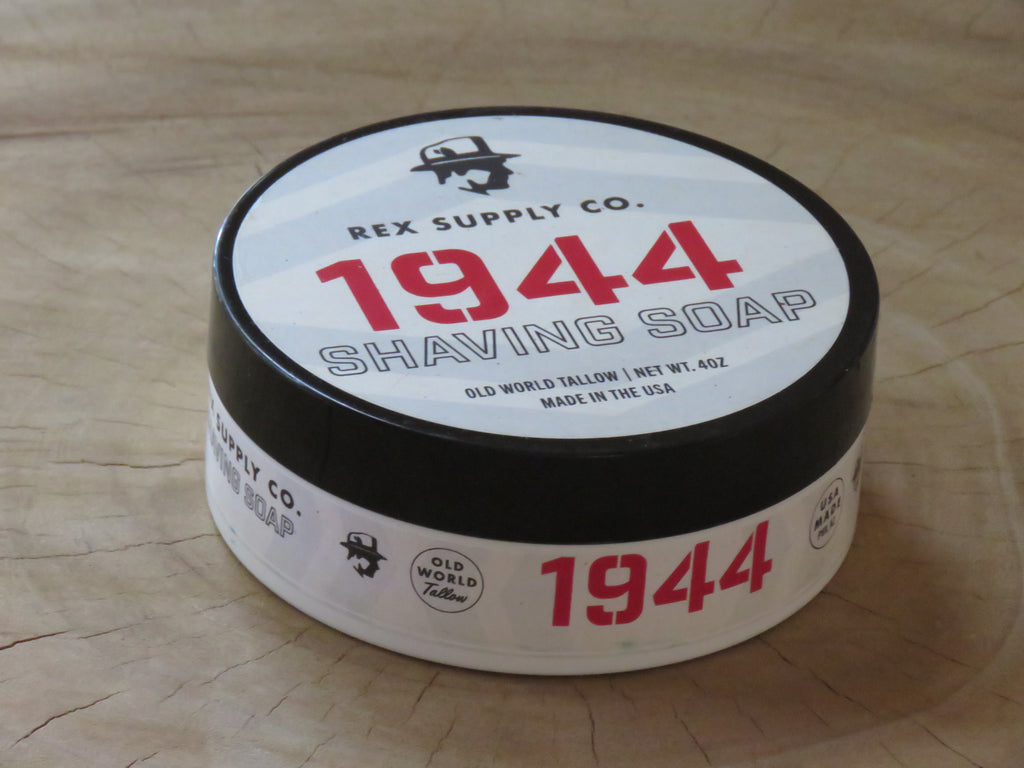 REX SUPPLY CO.
1944
SHAVING SOAP
OLD WORLD TALLOW | NET WT. 4OZ
MADE IN THE USA
SUPPLY CO.
SOAP
OLD
WORLD
Tallow
1944
USA
MADE